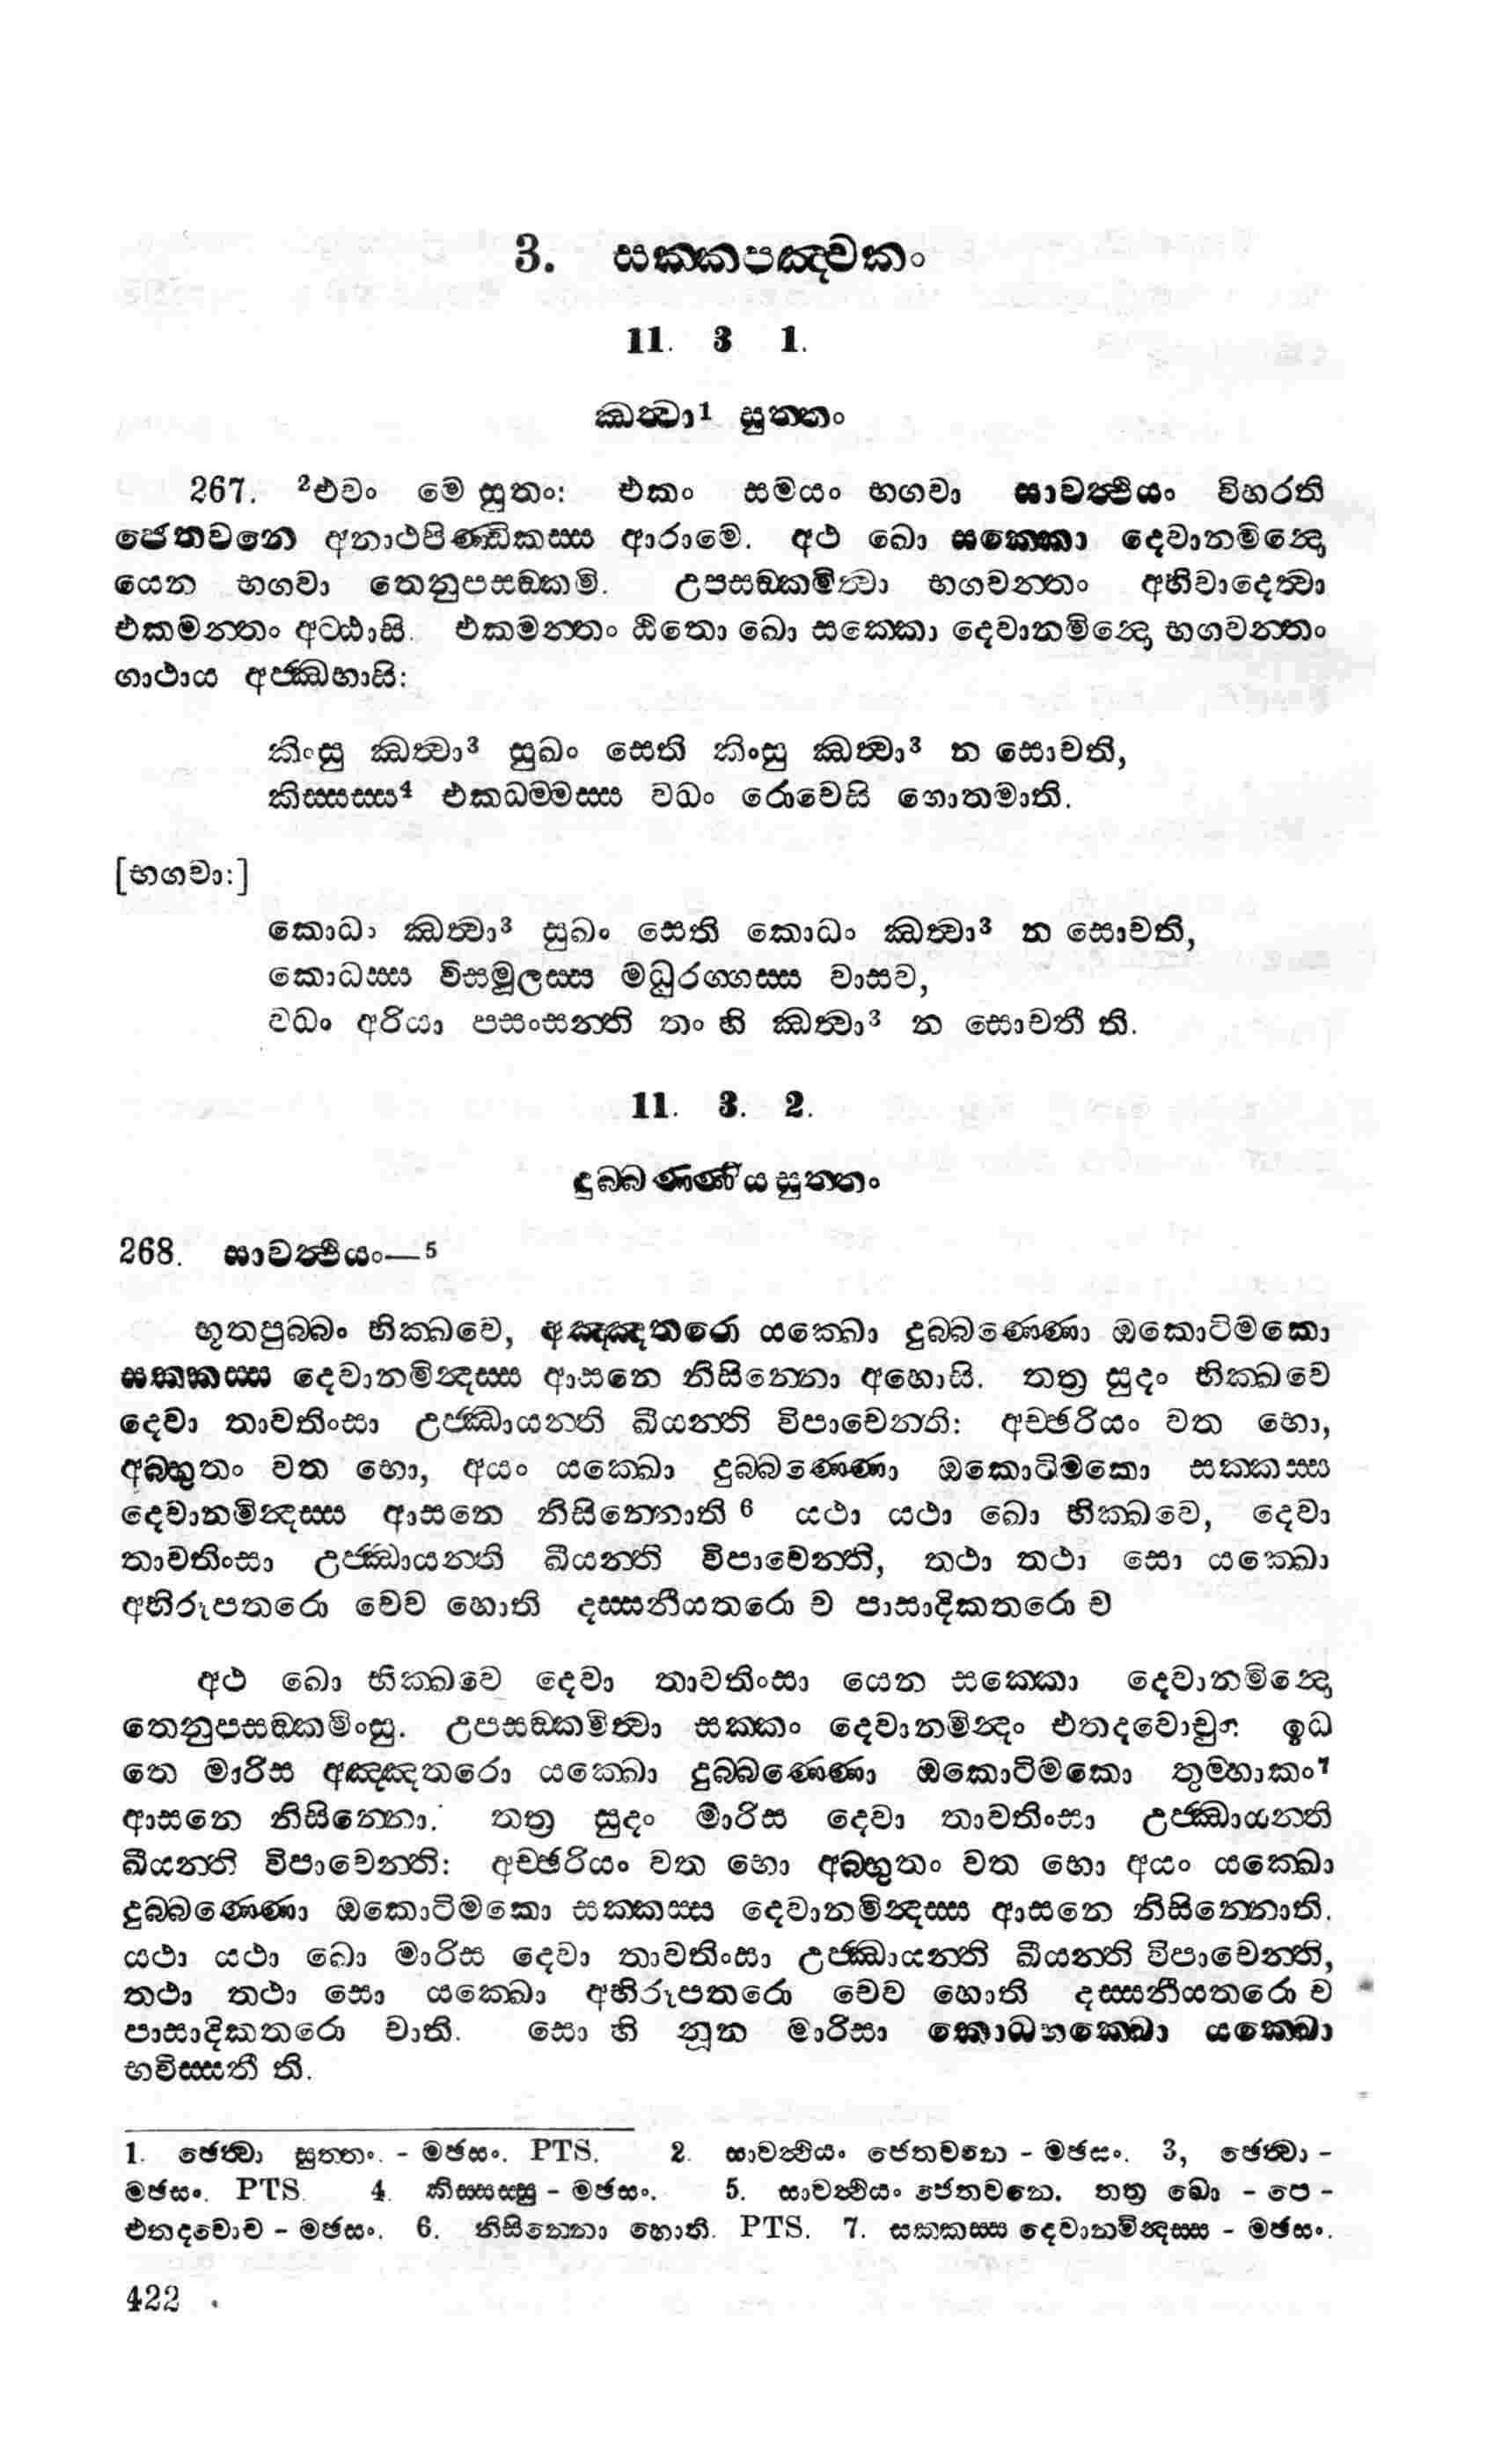 3. සක්කපඤ්චකං
11. 3 1.
ඣත්වා¹ සුත්තං
267. ²එවං මෙ සුතං: එකං සමයං භගවා සාවත්ථියං විහරති
ජෙතවනෙ අනාථපිණ්ඩිකස්ස ආරාමෙ. අථ ඛො සක්කො දෙවානමින්දො
යෙන භගවා තෙනුපසඞ්කමි. උපසඞ්කමිත්වා භගවන්තං අභිවාදෙත්වා
එකමන්තං අට්ඨාසි. එකමන්තං ඨිතො ඛො සක්කො දෙවානමින්දො භගවන්තං
ගාථාය අජ්ඣභාසි:
කිංසු ඣත්වා³ සුඛං සෙති කිංසු ඣත්වා³ න සොචති,
කිස්සස්ස⁴ එකධම්මස්ස වධං රොචෙසි ගොතමාති.
[භගවා:]
කොධං ඣත්වා³ සුඛං සෙති කොධං ඣත්වා³ න සොචති,
කොධස්ස විසමූලස්ස මධුරග්ගස්ස වාසව,
වධං අරියා පසංසන්ති තං හි ඣත්වා³ න සොචතී ති.
11. 3. 2.
දුබ්බණ්ණියසුත්තං
268. සාවත්ථියං—⁵
භූතපුබ්බං භික්ඛවෙ, අඤ්ඤතරො යක්ඛො දුබ්බණ්ණො ඔකොටිමකො
සක්කස්ස දෙවානමින්දස්ස ආසනෙ නිසින්නො අහොසි. තත්‍ර සුදං භික්ඛවෙ
දෙවා තාවතිංසා උජ්ඣායන්ති ඛීයන්ති විපාචෙන්ති: අච්ඡරියං වත භො,
අබ්භුතං වත භො, අයං යක්ඛො දුබ්බණ්ණො ඔකොටිමකො සක්කස්ස
දෙවානමින්දස්ස ආසනෙ නිසින්නොති ⁶ යථා යථා ඛො භික්ඛවෙ, දෙවා
තාවතිංසා උජ්ඣායන්ති ඛීයන්ති විපාචෙන්ති, තථා තථා සො යක්ඛො
අභිරූපතරො චෙව හොති දස්සනීයතරො ච පාසාදිකතරො ච
අථ ඛො භික්ඛවෙ දෙවා තාවතිංසා යෙන සක්කො දෙවානමින්දො
තෙනුපසඞ්කමිංසු. උපසඞ්කමිත්වා සක්කං දෙවානමින්දං එතදවොචුං: ඉධ
තෙ මාරිස අඤ්ඤතරො යක්ඛො දුබ්බණ්ණො ඔකොටිමකො තුම්හාකං⁷
ආසනෙ නිසින්නො. තත්‍ර සුදං මාරිස දෙවා තාවතිංසා උජ්ඣායන්ති
ඛීයන්ති විපාචෙන්ති: අච්ඡරියං වත භො අබ්භුතං වත භො අයං යක්ඛො
දුබ්බණ්ණො ඔකොටිමකො සක්කස්ස දෙවානමින්දස්ස ආසනෙ නිසින්නොති.
යථා යථා ඛො මාරිස දෙවා තාවතිංසා උජ්ඣායන්ති ඛීයන්ති විපාචෙන්ති,
තථා තථා සො යක්ඛො අභිරූපතරො චෙව හොති දස්සනීයතරො ච
පාසාදිකතරො චාති. සො හි නූන මාරිසා කොධභක්ඛො යක්ඛො
භවිස්සතී ති.
1. ඡෙත්වා සුත්තං. - මඡසං. PTS. 2. සාවත්ථියං ජෙතවනෙ - මඡසං. 3, ඡෙත්වා -
මඡසං. PTS 4. කිස්සස්සු - මඡසං. 5. සාවත්ථියං ජෙතවනෙ. තත්‍ර ඛො - පෙ -
එතදවොච - මඡසං. 6. නිසින්නො හොති. PTS. 7. සක්කස්ස දෙවානමින්දස්ස - මඡසං.
422